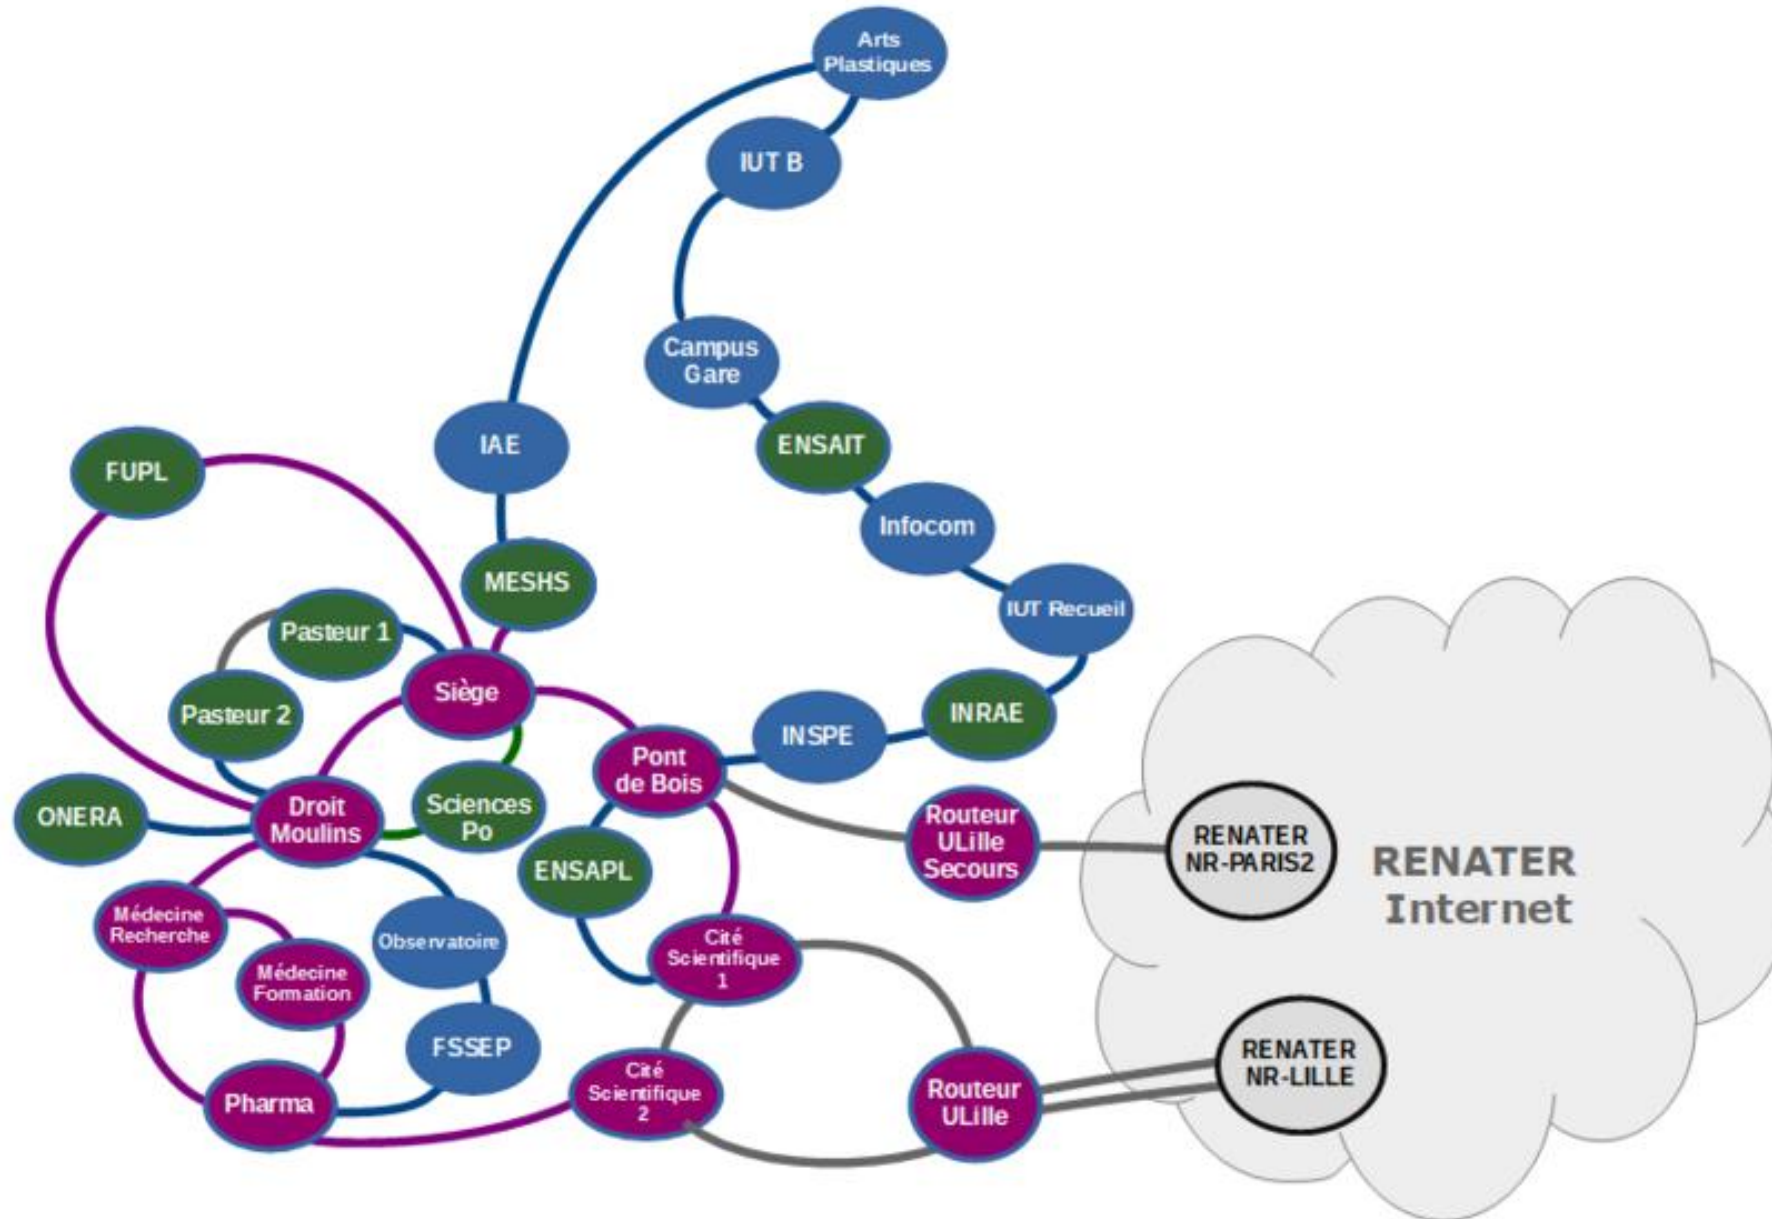 Arts
Plastiques
IUT B
Campus
Gare
IAE
ENSAIT
FUPL
Infocom
MESHS
IUT Recueil
Pasteur 1
Siège
Pasteur 2
INRAE
INSPE
Pont
de Bois
ONERA
Droit
Moulins
Sciences
Po
Routeur
ULille
Secours
RENATER
NR-PARIS2
RENATER
Internet
ENSAPL
Médecine
Recherche
Observatoire
Cité
Scientifique
1
Médecine
Formation
FSSEP
RENATER
NR-LILLE
Cité
Scientifique
2
Routeur
ULille
Pharma